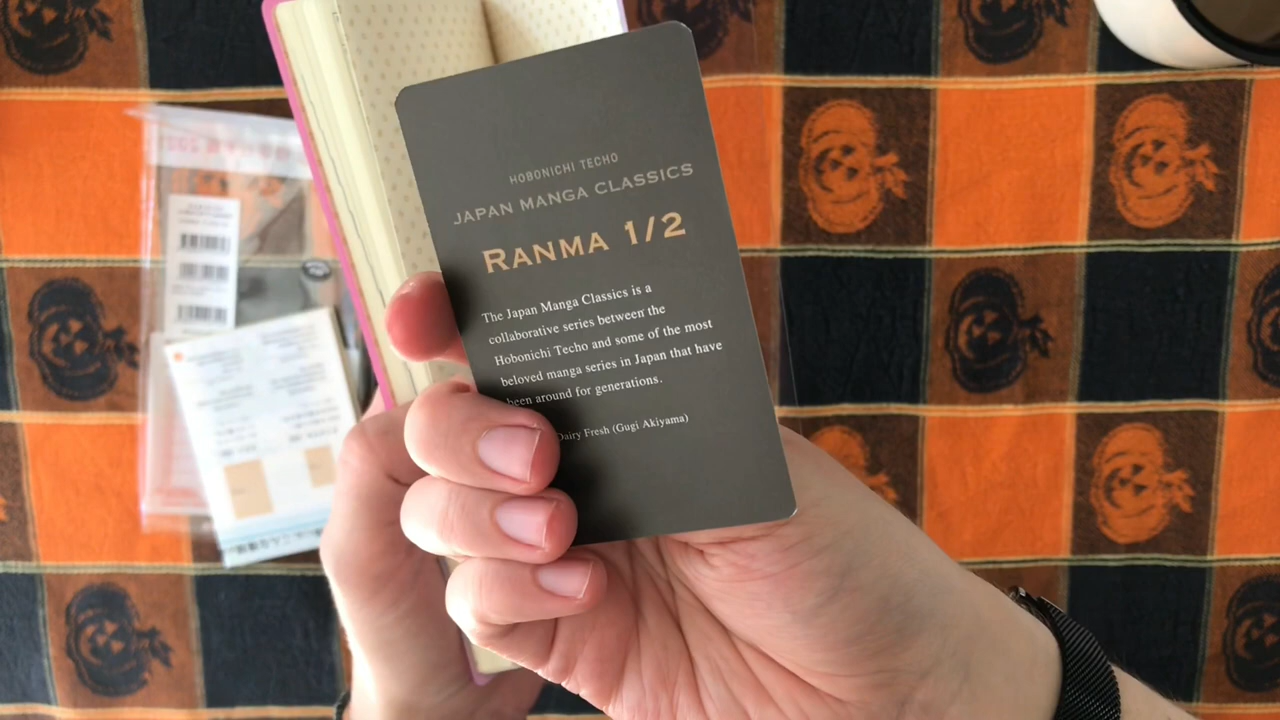 HOBONICHI TECHO
JAPAN MANGA CLASSICS
RANMA 1/2
The Japan Manga Classics is a
collaborative series between the
Hobonichi Techo and some of the most
beloved manga series in Japan that have
been around for generations.
Dairy Fresh (Gugi Akiyama)